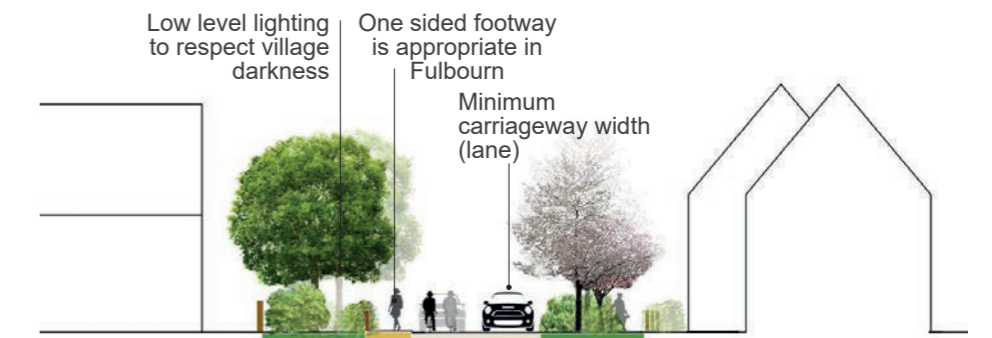 Low level lighting
to respect village
darkness
One sided footway
is appropriate in
Fulbourn
Minimum
carriageway width
(lane)